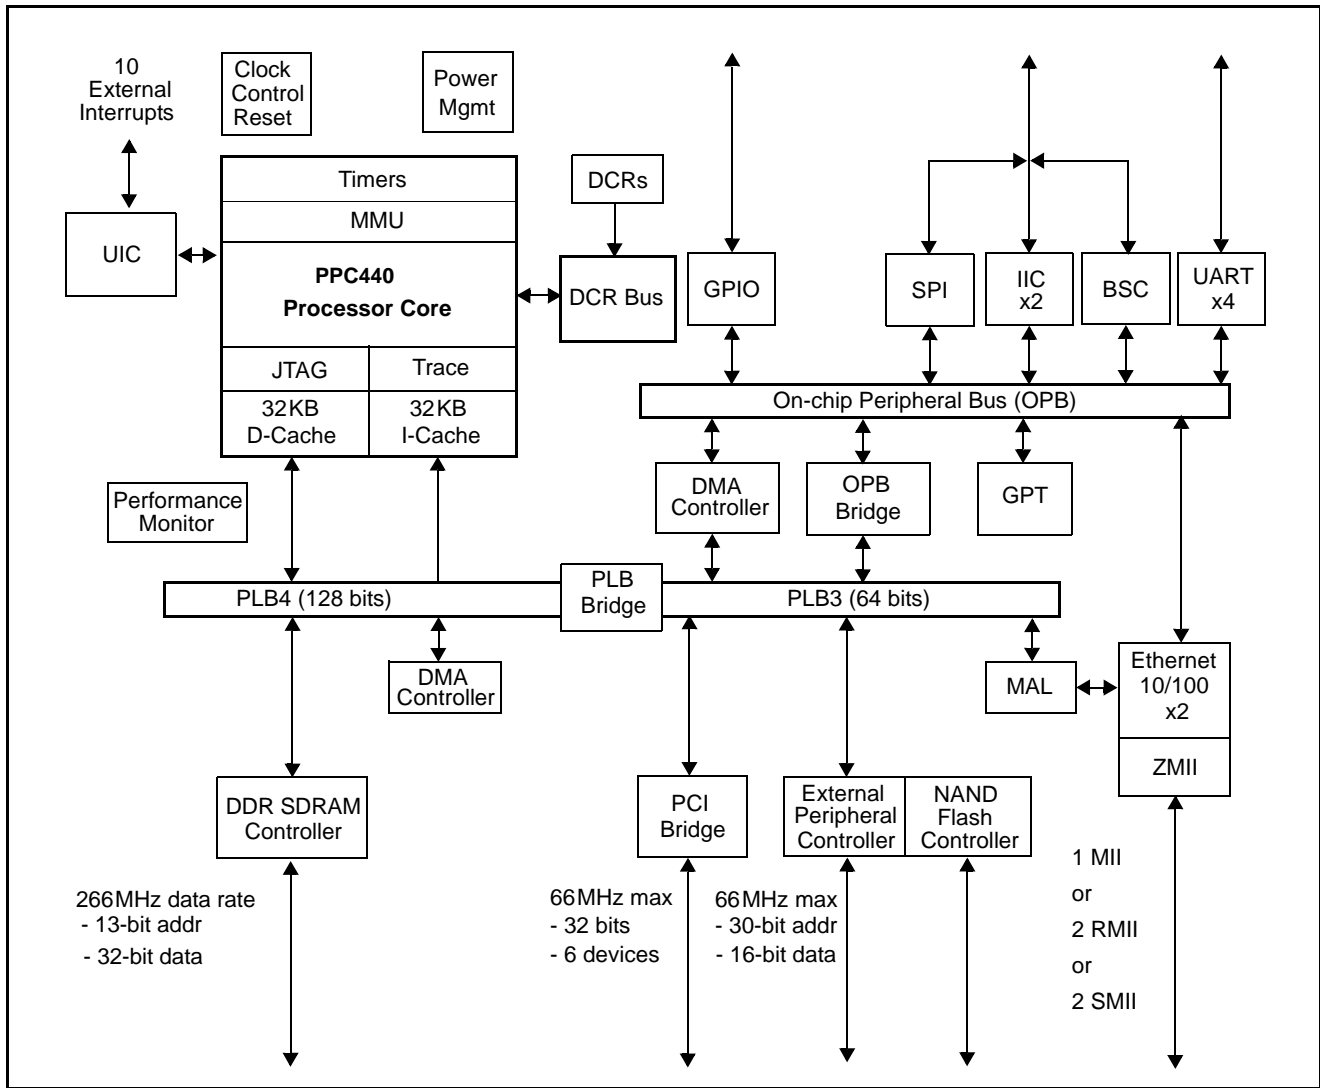 10
External
Interrupts
Clock
Control
Reset
Power
Mgmt
Timers
MMU
PPC440
Processor Core
JTAG
Trace
32KB
D-Cache
32KB
I-Cache
UIC
DCRs
DCR Bus
GPIO
SPI
IIC
x2
BSC
UART
x4
On-chip Peripheral Bus (OPB)
Performance
Monitor
DMA
Controller
OPB
Bridge
GPT
PLB4 (128 bits)
PLB
Bridge
PLB3 (64 bits)
DMA
Controller
MAL
Ethernet
10/100
x2
ZMII
DDR SDRAM
Controller
PCI
Bridge
External
Peripheral
Controller
NAND
Flash
Controller
266MHz data rate
- 13-bit addr
- 32-bit data
66MHz max
- 32 bits
- 6 devices
66MHz max
- 30-bit addr
- 16-bit data
1 MII
or
2 RMII
or
2 SMII